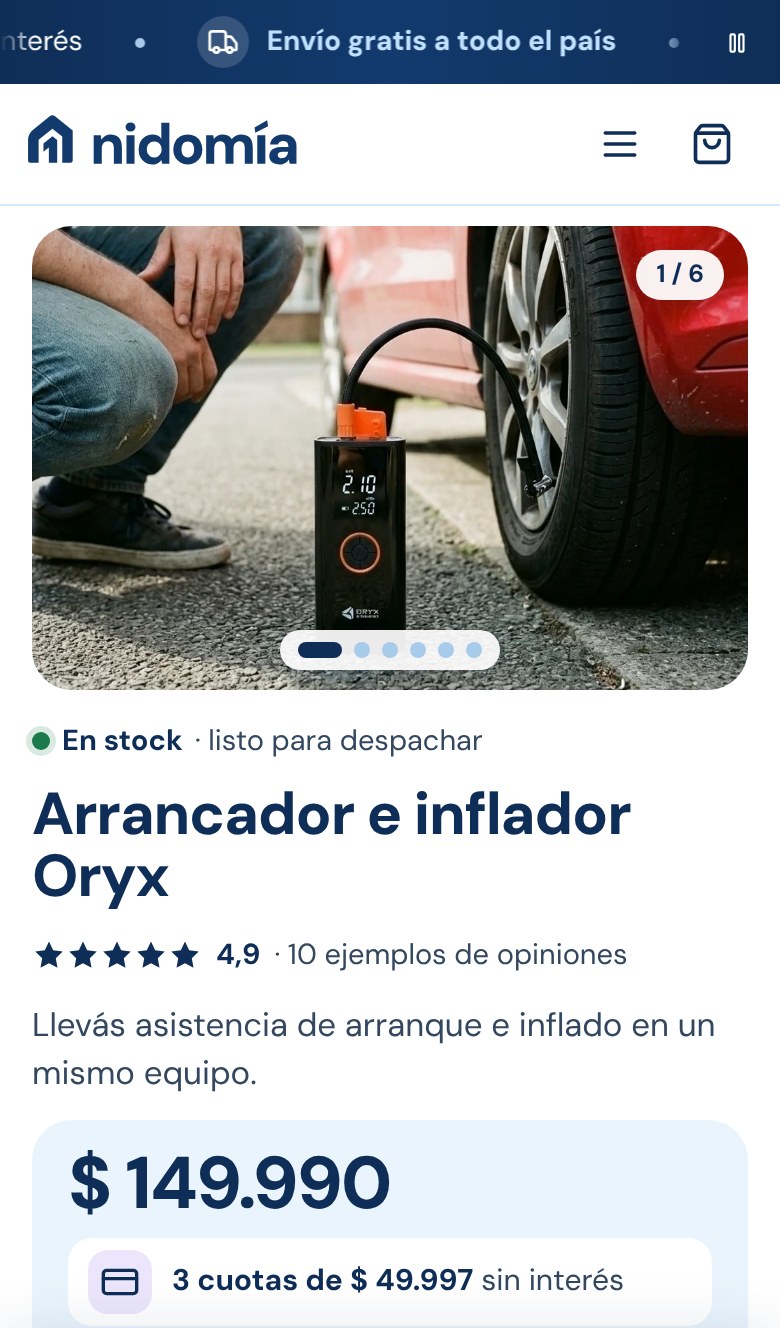 nterés • Envío gratis a todo el país •
nidomía
1 / 6
2.10
2.50
ORYX
En stock · listo para despachar
Arrancador e inflador
Oryx
4,9 · 10 ejemplos de opiniones
Llevás asistencia de arranque e inflado en un
mismo equipo.
$ 149.990
3 cuotas de $ 49.997 sin interés